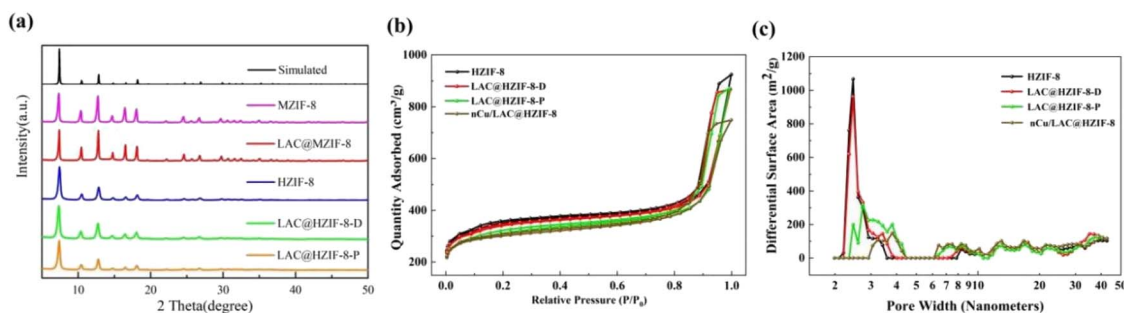 (a)
Intensity(a.u.)
Simulated
MZIF-8
LAC@MZIF-8
HZIF-8
LAC@HZIF-8-D
LAC@HZIF-8-P
10 20 30 40 50
2 Theta(degree)
(b)
Quantity Adsorbed (cm³/g)
1000
800
600
400
200
0.0 0.2 0.4 0.6 0.8 1.0
HZIF-8
LAC@HZIF-8-D
LAC@HZIF-8-P
nCu/LAC@HZIF-8
Relative Pressure (P/P₀)
(c)
Differential Surface Area (m²/g)
1200
1000
800
600
400
200
0
HZIF-8
LAC@HZIF-8-D
LAC@HZIF-8-P
nCu/LAC@HZIF-8
2 3 4 5 6 7 8 910 20 30 40 50
Pore Width (Nanometers)